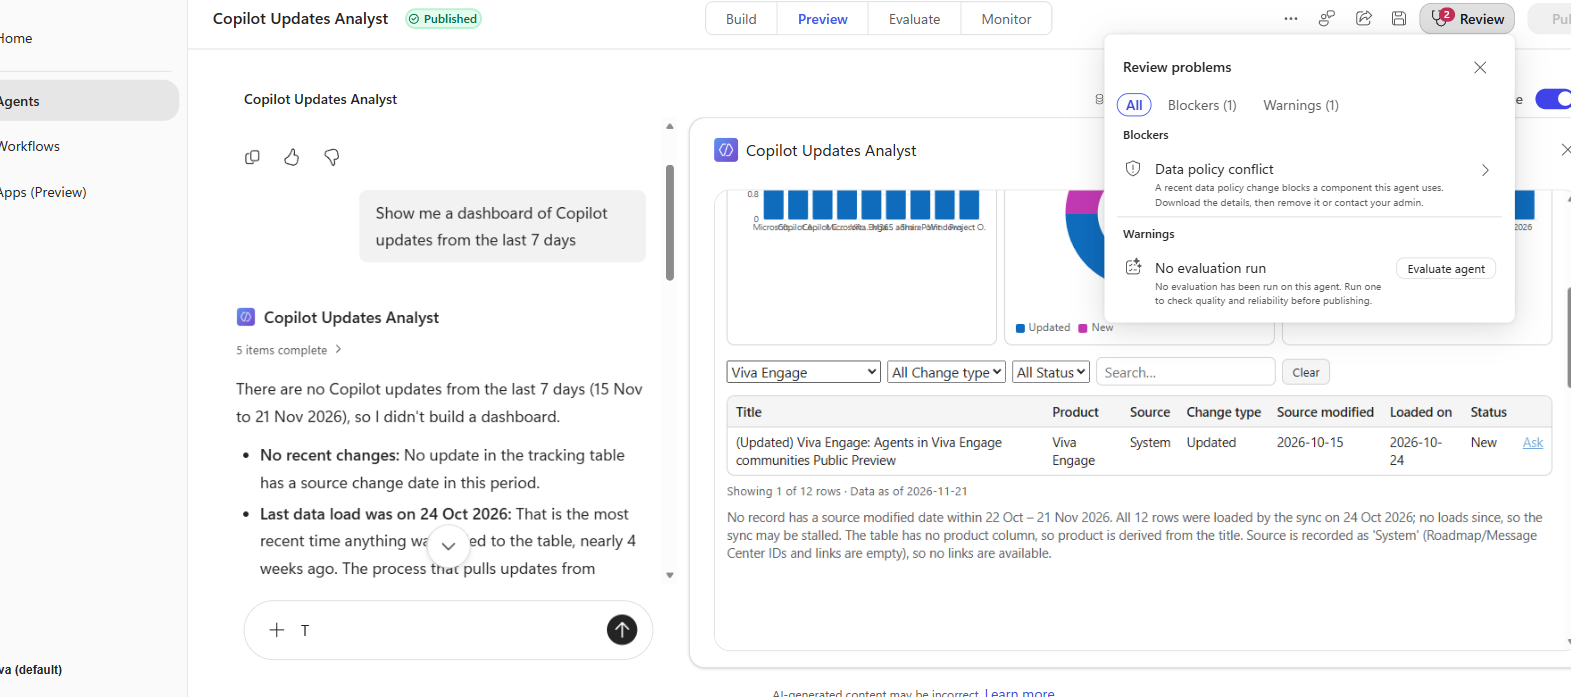 Copilot Updates Analyst
Published
Build
Preview
Evaluate
Monitor
2
Review
Home
Agents
Workflows
Apps (Preview)
(default)
Copilot Updates Analyst
Show me a dashboard of Copilot
updates from the last 7 days
Copilot Updates Analyst
5 items complete
There are no Copilot updates from the last 7 days (15 Nov
to 21 Nov 2026), so I didn't build a dashboard.
No recent changes: No update in the tracking table
has a source change date in this period.
Last data load was on 24 Oct 2026: That is the most
recent time anything to the table, nearly 4
weeks ago. The process that pulls updates from
T
Copilot Updates Analyst
0.8
0
Project O.
Updated
New
2026
Review problems
All
Blockers (1)
Warnings (1)
Blockers
Data policy conflict
A recent data policy change blocks a component this agent uses.
Download the details, then remove it or contact your admin.
Warnings
No evaluation run
Evaluate agent
No evaluation has been run on this agent. Run one
to check quality and reliability before publishing.
Viva Engage
All Change type
All Status
Search...
Clear
Title Product Source Change type Source modified Loaded on Status
(Updated) Viva Engage: Agents in Viva Engage Viva System Updated 2026-10-15 2026-10- New Ask
communities Public Preview Engage 24
Showing 1 of 12 rows · Data as of 2026-11-21
No record has a source modified date within 22 Oct – 21 Nov 2026. All 12 rows were loaded by the sync on 24 Oct 2026; no loads since, so the
sync may be stalled. The table has no product column, so product is derived from the title. Source is recorded as 'System' (Roadmap/Message
Center IDs and links are empty), so no links are available.
AI-generated content may be incorrect. Learn more